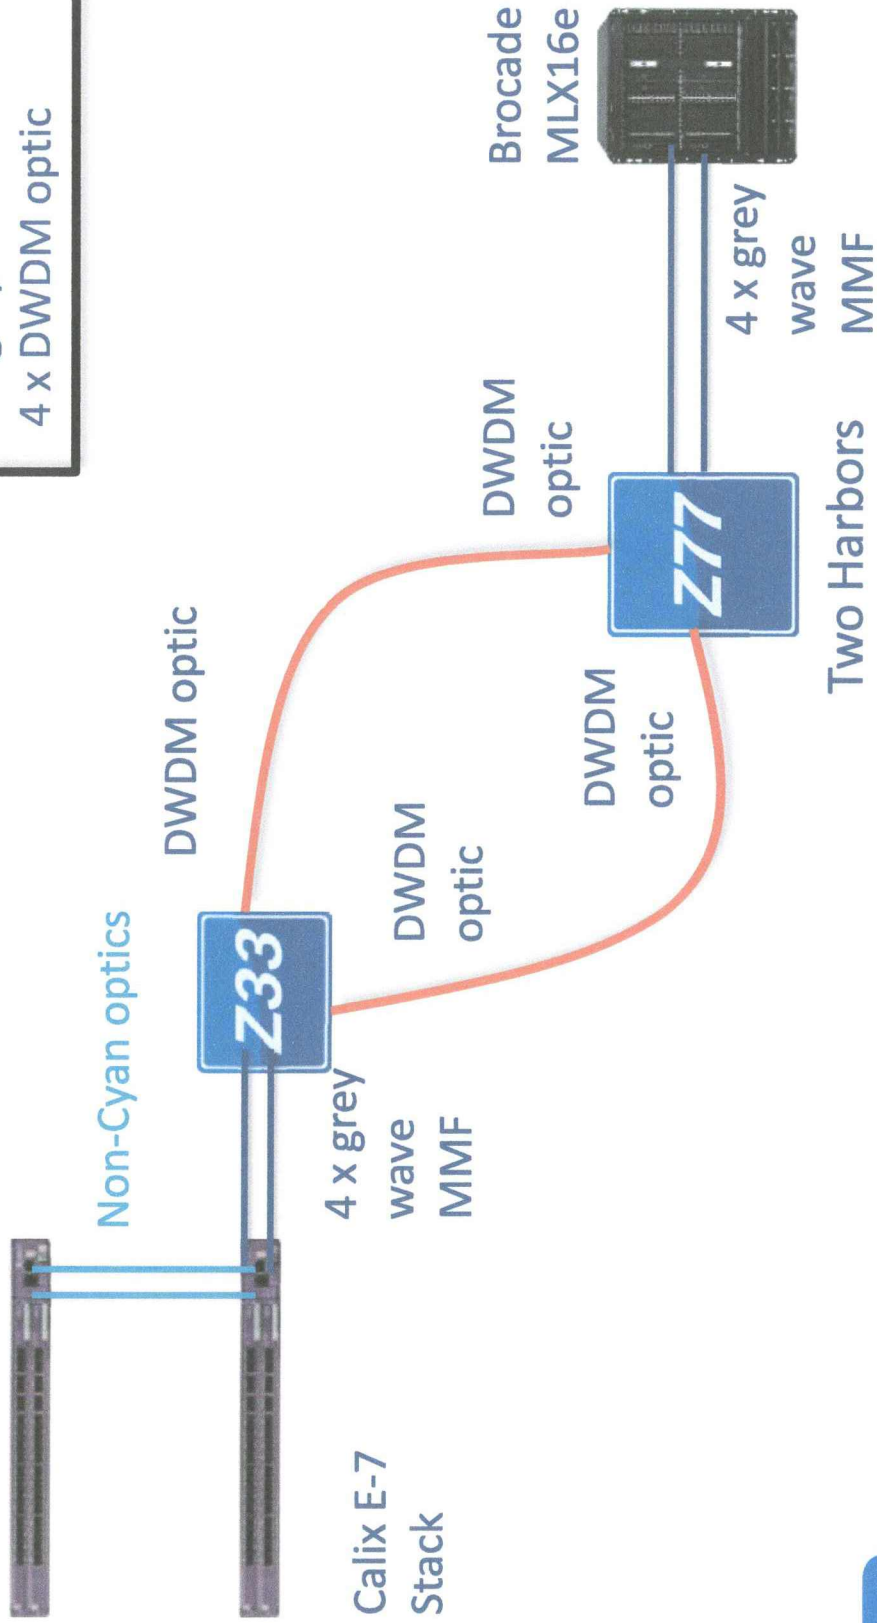 4 x DWDM optic
Non-Cyan optics
DWDM optic
Z33
DWDM
optic
DWDM
optic
Brocade
MLX16e
Calix E-7
Stack
4 x grey
wave
MMF
DWDM
optic
Z77
4 x grey
wave
MMF
Two Harbors